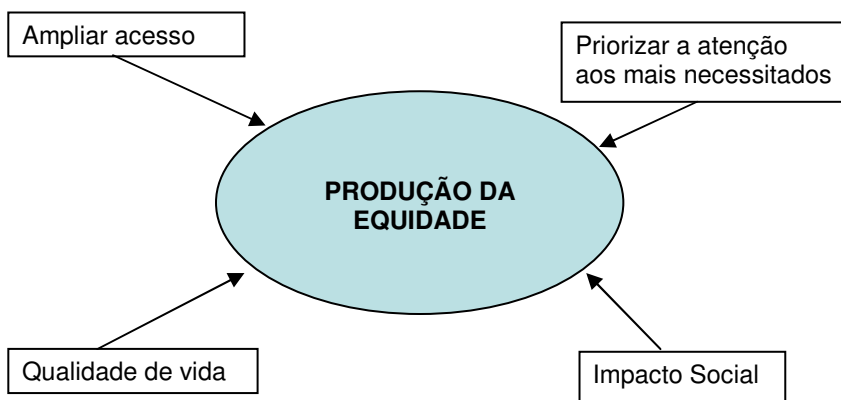 Ampliar acesso
Priorizar a atenção
aos mais necessitados
PRODUÇÃO DA
EQUIDADE
Qualidade de vida
Impacto Social